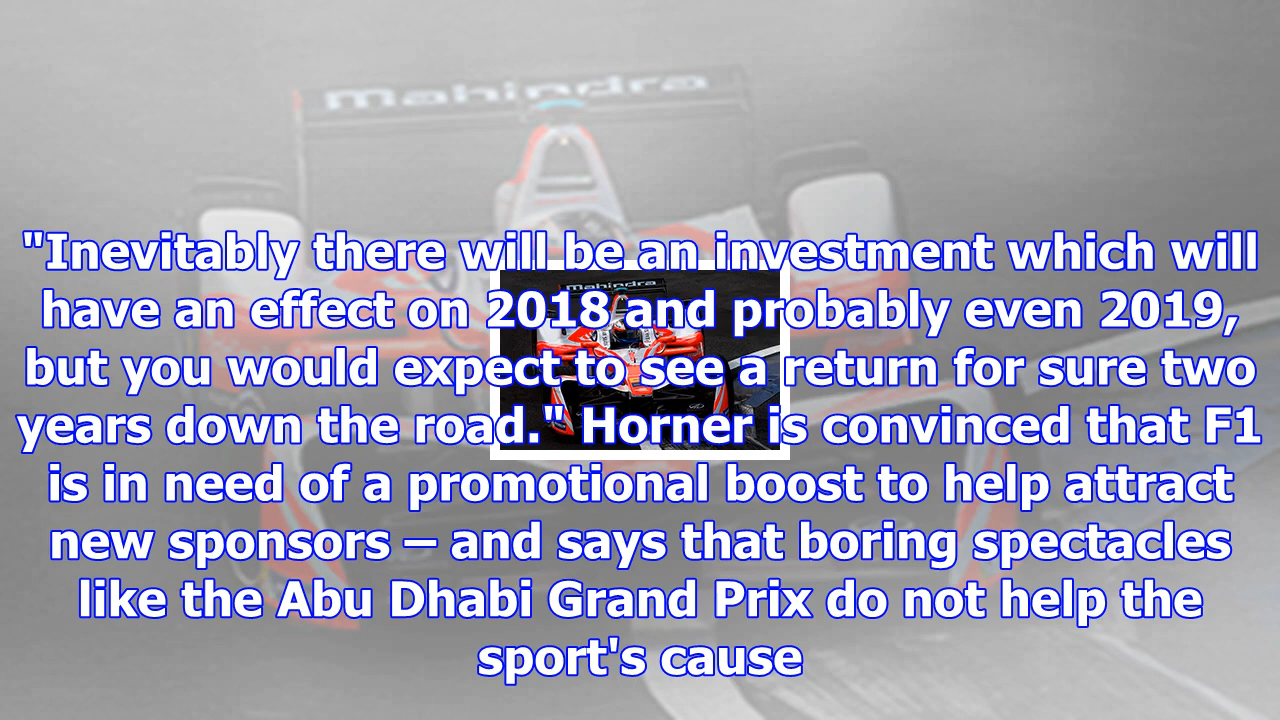 Mahindra
"Inevitably there will be an investment which will
Mahindra
have an effect on 2018 and probably even 2019,
but you would expect to see a return for sure two
years down the road." Horner is convinced that F1
is in need of a promotional boost to help attract
new sponsors – and says that boring spectacles
like the Abu Dhabi Grand Prix do not help the
sport's cause